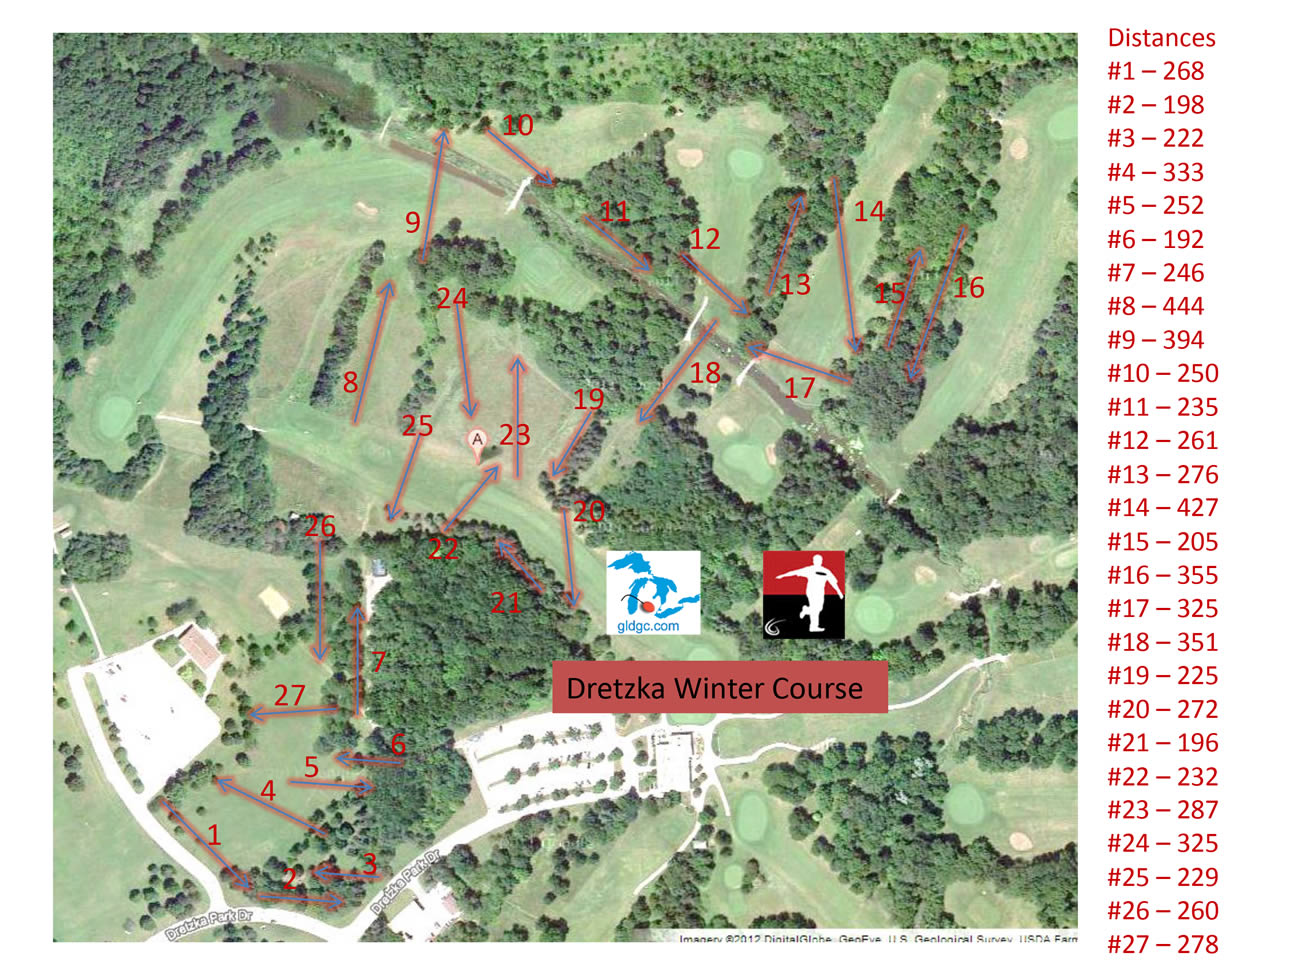 10
9
11
14
12
24
13
15
16
8
19
18
17
25
A
23
26
20
22
21
gldgc.com
7
Dretzka Winter Course
27
6
5
4
1
3
2
Dretzka Park Dr
Dretzka Park Dr
Imagery ©2012 DigitalGlobe, GeoEye, U.S. Geological Survey, USDA Farm
Distances
#1 – 268
#2 – 198
#3 – 222
#4 – 333
#5 – 252
#6 – 192
#7 – 246
#8 – 444
#9 – 394
#10 – 250
#11 – 235
#12 – 261
#13 – 276
#14 – 427
#15 – 205
#16 – 355
#17 – 325
#18 – 351
#19 – 225
#20 – 272
#21 – 196
#22 – 232
#23 – 287
#24 – 325
#25 – 229
#26 – 260
#27 – 278